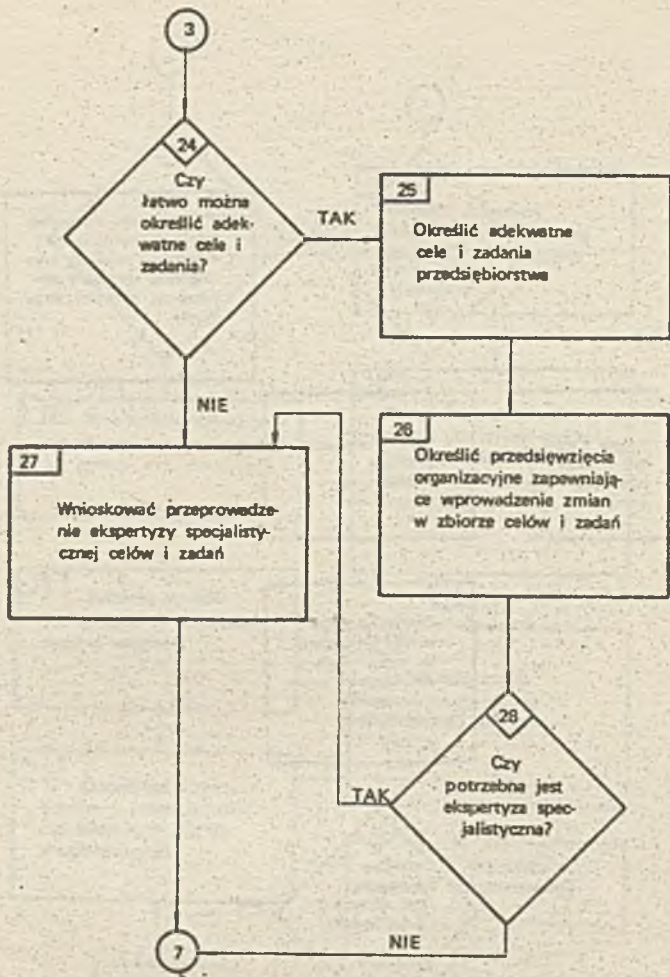 3
24
Czy
łatwo można
określić adek-
watne cele i
zadania?
TAK
25
Określić adekwatne
cele i zadania
przedsiębiorstwa
NIE
26
Określić przedsięwzięcia
organizacyjne zapewniają-
ce wprowadzenie zmian
w zbiorze celów i zadań
27
Wnioskować przeprowadze-
nie ekspertyzy specjalisty-
cznej celów i zadań
28
Czy
potrzebna jest
ekspertyza spec-
jalistyczna?
TAK
NIE
7